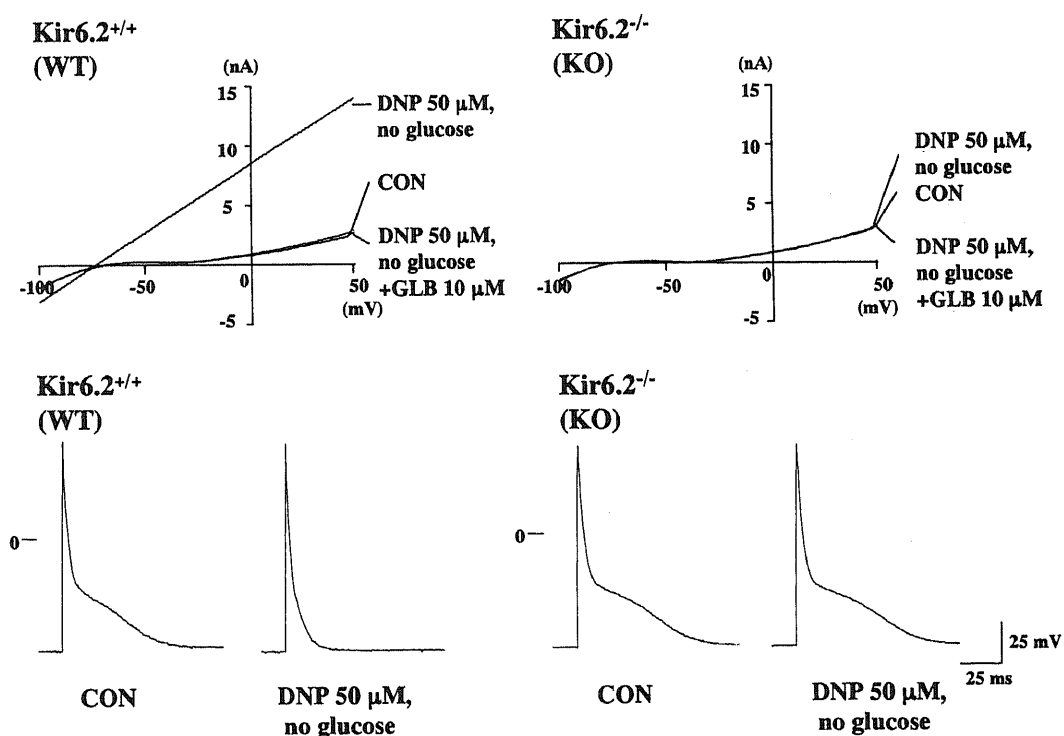 Kir6.2+/+
(WT)
(nA)
15
10
5
0
-5
-100
-50
50
(mV)
DNP 50 μM,
no glucose
CON
DNP 50 μM,
no glucose
+GLB 10 μM
Kir6.2-/-
(KO)
(nA)
15
10
5
0
-5
-100
-50
50
(mV)
DNP 50 μM,
no glucose
CON
DNP 50 μM,
no glucose
+GLB 10 μM
Kir6.2+/+
(WT)
0
CON
DNP 50 μM,
no glucose
Kir6.2-/-
(KO)
0
CON
DNP 50 μM,
no glucose
25 mV
25 ms